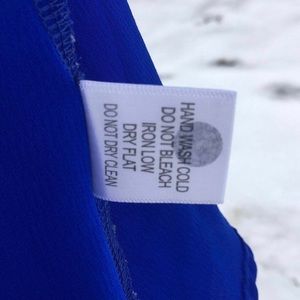 HAND WASH COLD
DO NOT BLEACH
IRON LOW
DRY FLAT
DO NOT DRY CLEAN